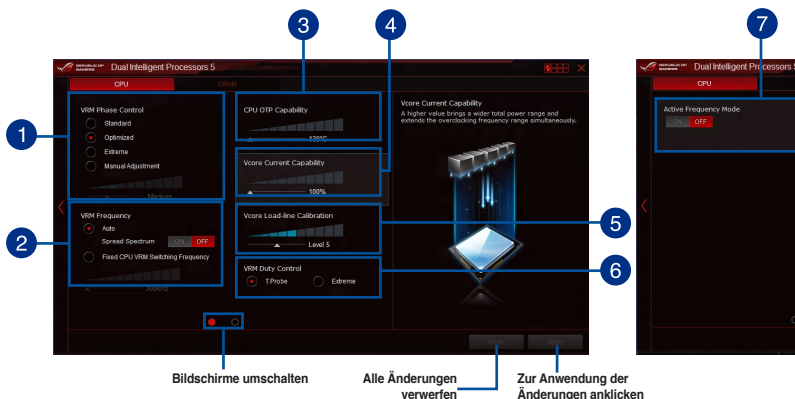 3
4
7
REPUBLIC OF GAMERS Dual Intelligent Processors 5
CPU
DRAM
1
VRM Phase Control
Standard
Optimized
Extreme
Manual Adjustment
Medium
2
VRM Frequency
Auto
Spread Spectrum ON OFF
Fixed CPU VRM Switching Frequency
300KHz
CPU OTP Capability
130°C
Vcore Current Capability
100%
Vcore Load-line Calibration
Level 5
5
VRM Duty Control
T.Probe Extreme
6
Vcore Current Capability
A higher value brings a wider total power range and
extends the overclocking frequency range simultaneously.
Undo
Apply
REPUBLIC OF GAMERS Dual Intelligent Processors 5
CPU
Active Frequency Mode
ON OFF
Bildschirme umschalten
Alle Änderungen
verwerfen
Zur Anwendung der
Änderungen anklicken